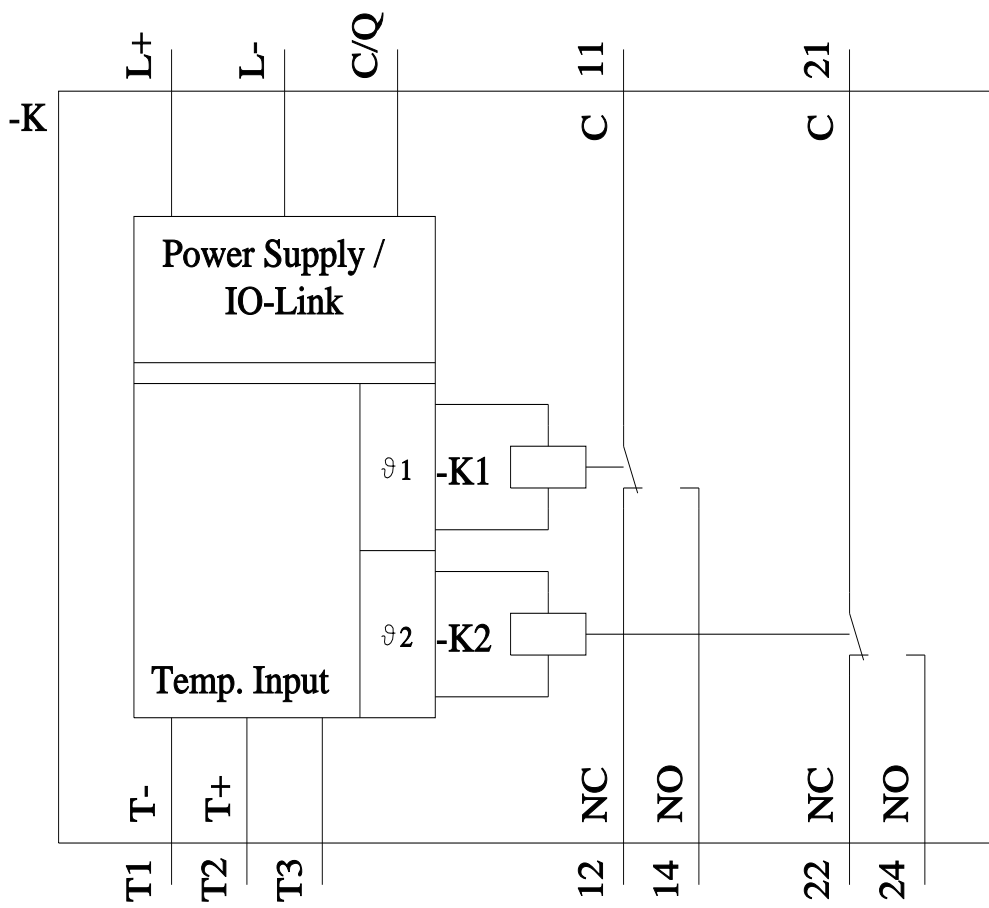 L+
L-
C/Q
11
21
-K
C
C
Power Supply /
IO-Link
ϑ1
-K1
ϑ2
-K2
Temp. Input
T-
T+
NC
NO
NC
NO
T1
T2
T3
12
14
22
24